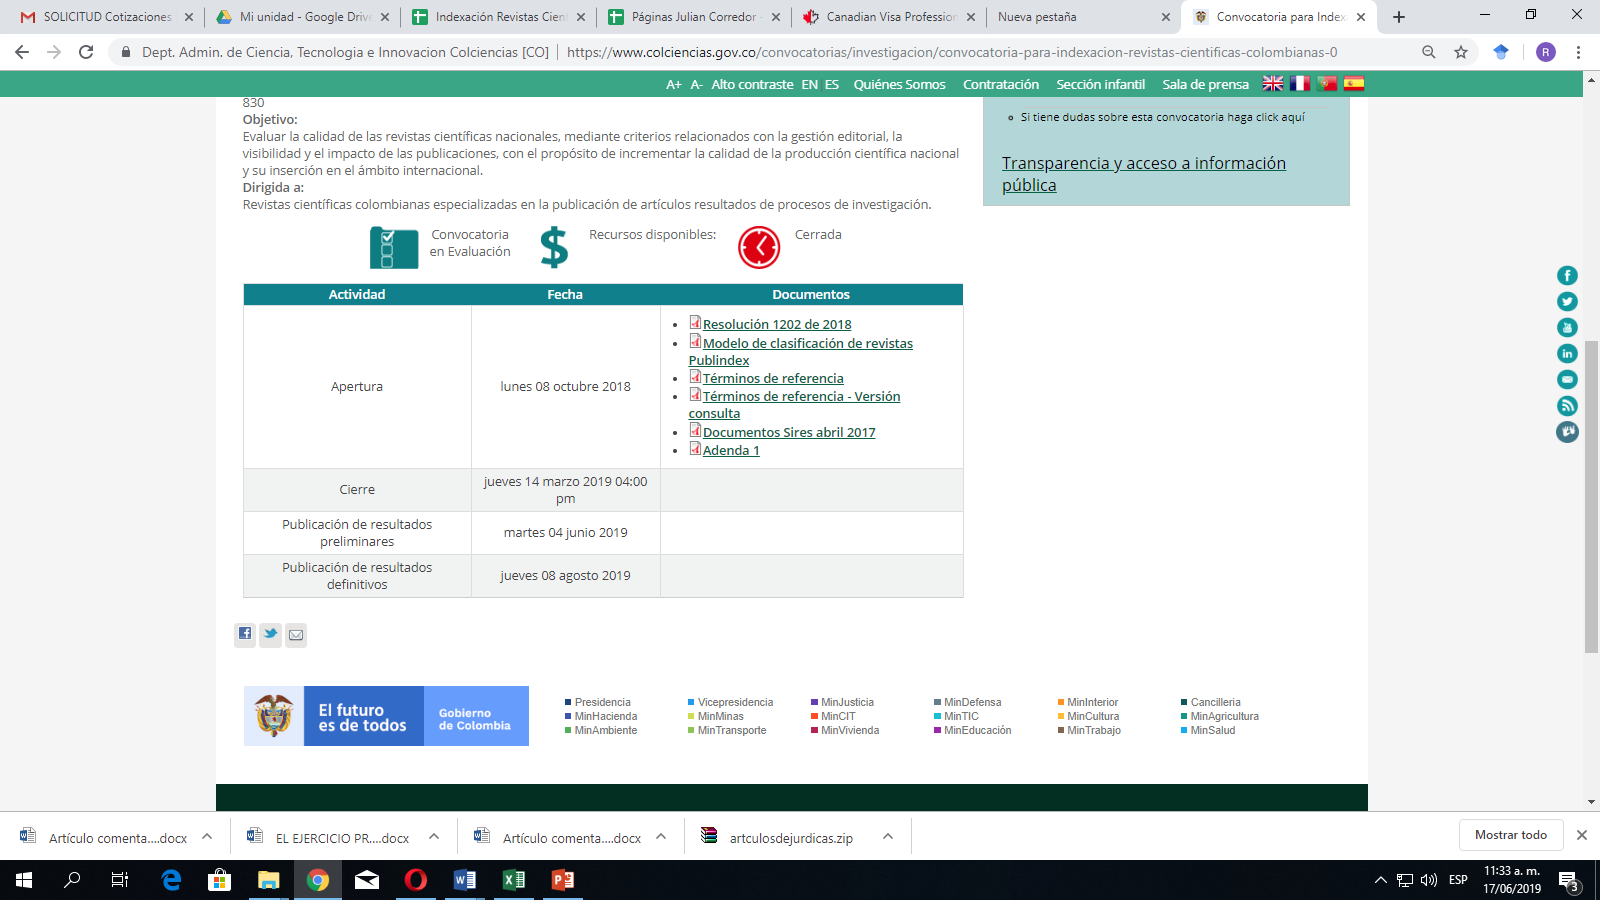 SOLICITUD Cotizaciones
Mi unidad - Google Drive
Indexación Revistas Cien
Páginas Julian Corredor -
Canadian Visa Profession
Nueva pestaña
Convocatoria para Index
Dept. Admin. de Ciencia, Tecnologia e Innovacion Colciencias [CO]
https://www.colciencias.gov.co/convocatorias/investigacion/convocatoria-para-indexacion-revistas-cientificas-colombianas-0
R
A+ A- Alto contraste EN ES Quiénes Somos Contratación Sección infantil Sala de prensa
830
Objetivo:
Evaluar la calidad de las revistas científicas nacionales, mediante criterios relacionados con la gestión editorial, la
visibilidad y el impacto de las publicaciones, con el propósito de incrementar la calidad de la producción científica nacional
y su inserción en el ámbito internacional.
Dirigida a:
Revistas científicas colombianas especializadas en la publicación de artículos resultados de procesos de investigación.
Si tiene dudas sobre esta convocatoria haga click aquí
Transparencia y acceso a información
pública
Convocatoria
en Evaluación
$
Recursos disponibles:
Cerrada
Actividad Fecha Documentos
Apertura
lunes 08 octubre 2018
Resolución 1202 de 2018
Modelo de clasificación de revistas
Publindex
Términos de referencia
Términos de referencia - Versión
consulta
Documentos Sires abril 2017
Adenda 1
Cierre
jueves 14 marzo 2019 04:00
pm
Publicación de resultados
preliminares
martes 04 junio 2019
Publicación de resultados
definitivos
jueves 08 agosto 2019
El futuro
es de todos
Gobierno
de Colombia
Presidencia Vicepresidencia MinJusticia MinDefensa MinInterior Cancilleria
MinHacienda MinMinas MinCIT MinTIC MinCultura MinAgricultura
MinAmbiente MinTransporte MinVivienda MinEducación MinTrabajo MinSalud
Artículo comenta....docx
EL EJERCICIO PR....docx
Artículo comenta....docx
artculosdejurdicas.zip
Mostrar todo
ESP
11:33 a. m.
17/06/2019
3